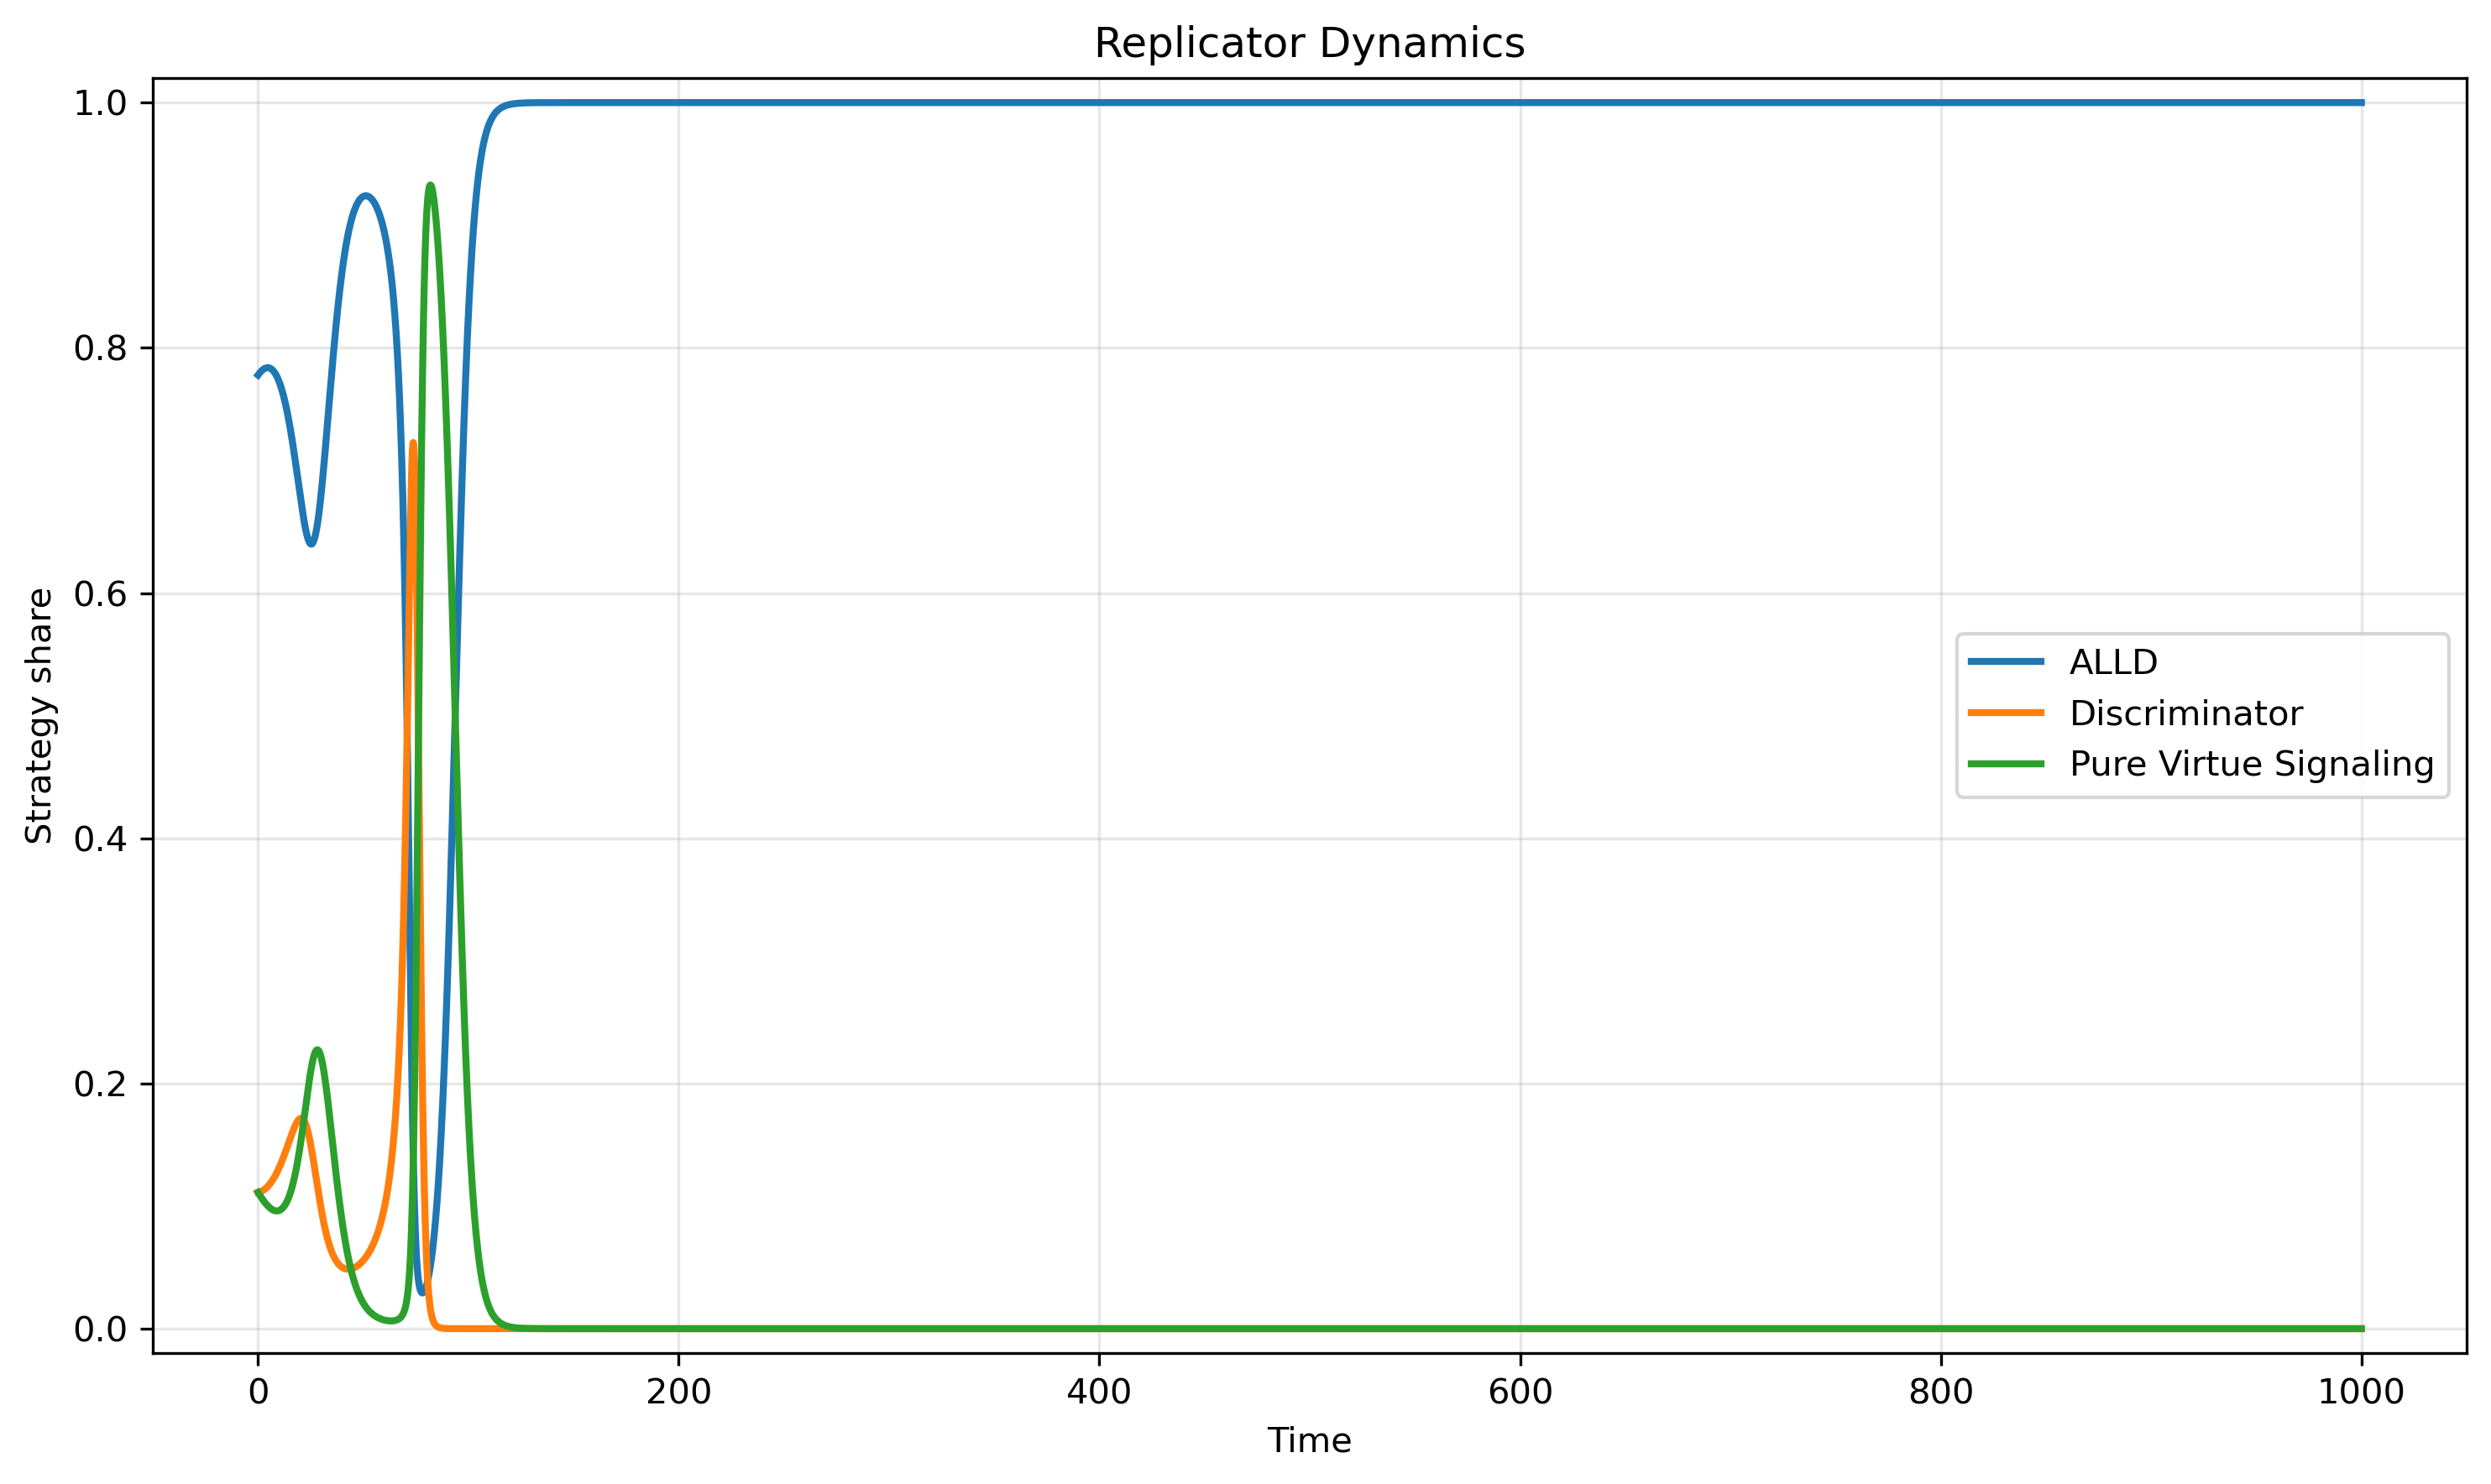 Replicator Dynamics
1.0
0.8
0.6
0.4
0.2
0.0
Strategy share
ALLD
Discriminator
Pure Virtue Signaling
0
200
400
600
800
1000
Time